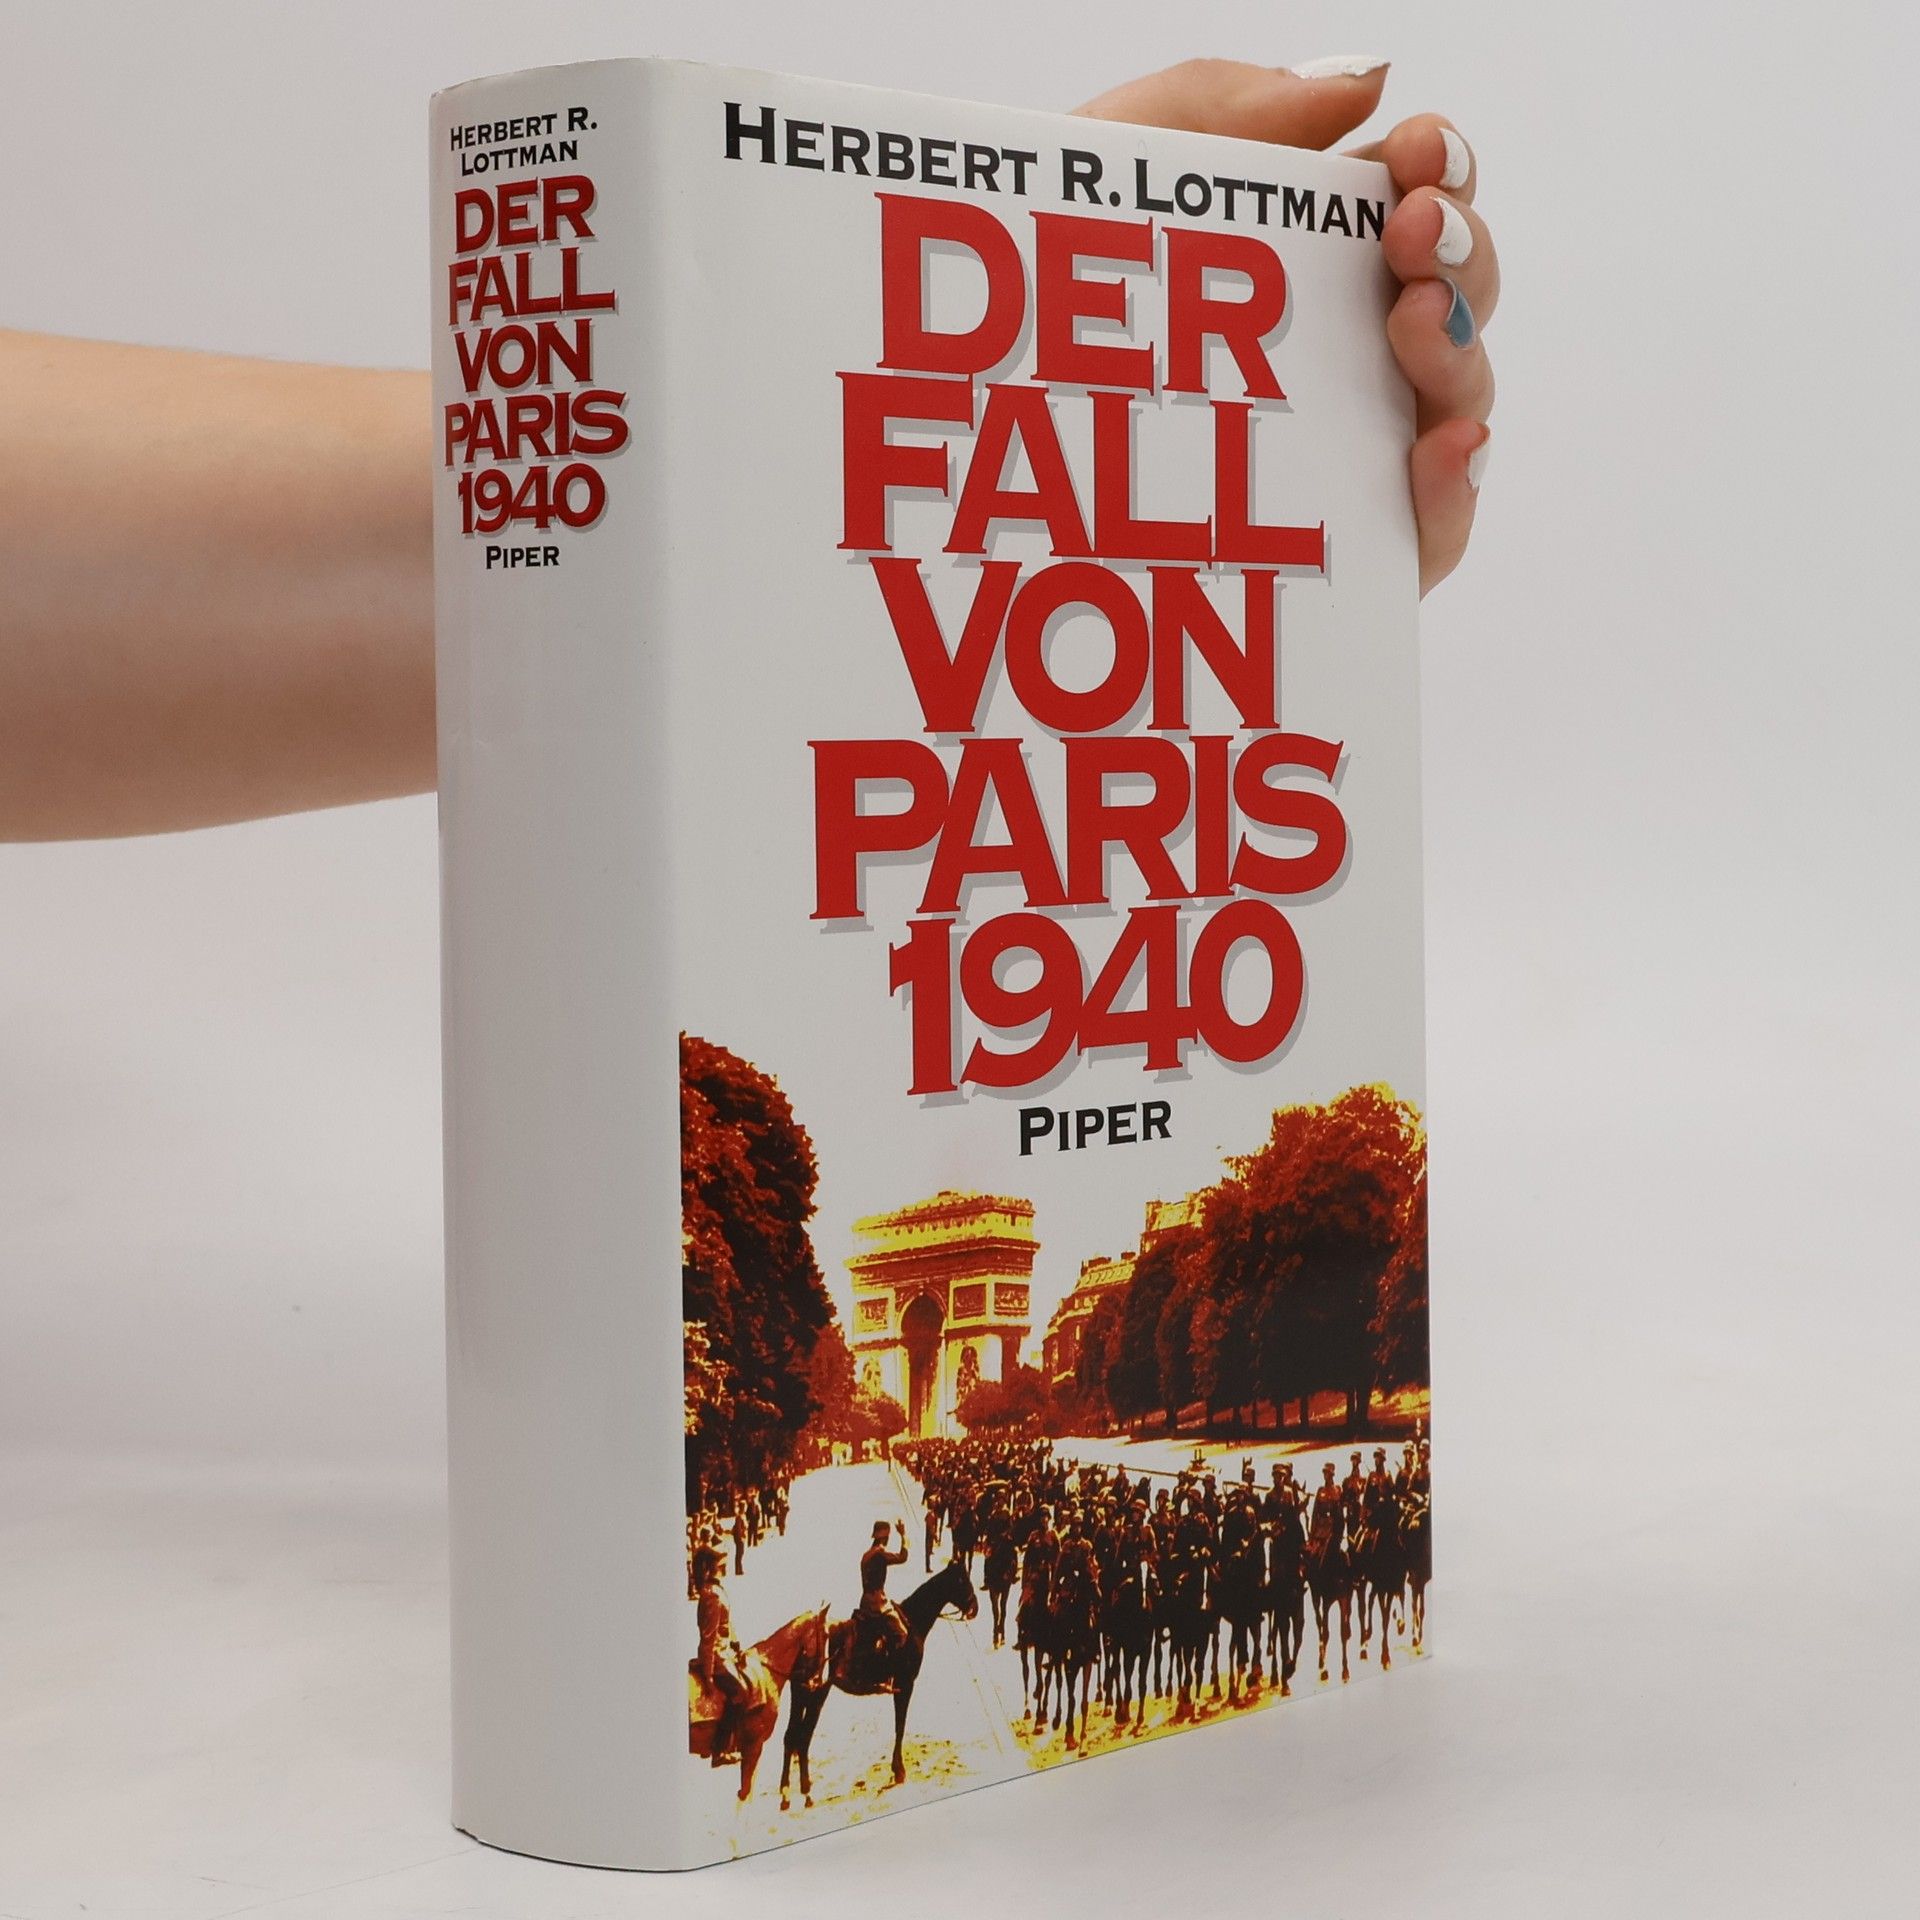 HERBERT R.
LOTTMAN
DER
FALL
VON
PARIS
1940
PIPER
HERBERT R. LOTTMAN
DER
FALL
VON
PARIS
1940
PIPER